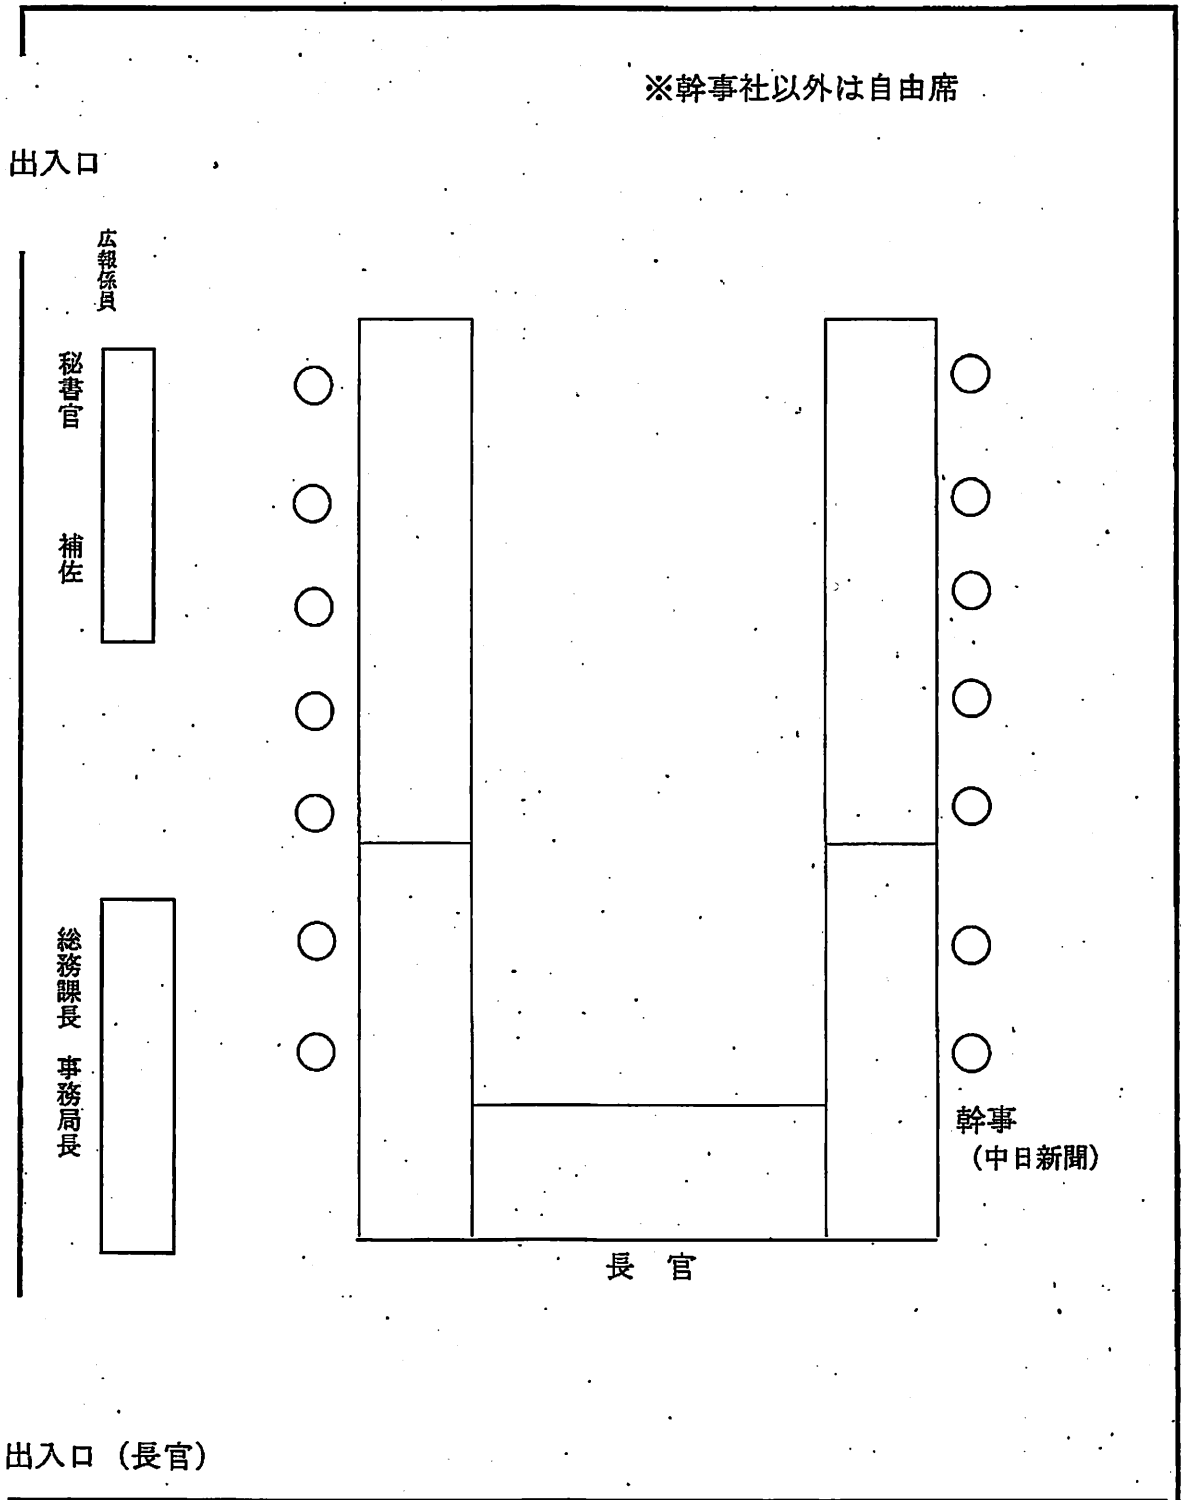 ※幹事社以外は自由席
出入口
広報係員
秘書官
補佐
総務課長
事務局長
幹事
（中日新聞）
長 官
出入口（長官）